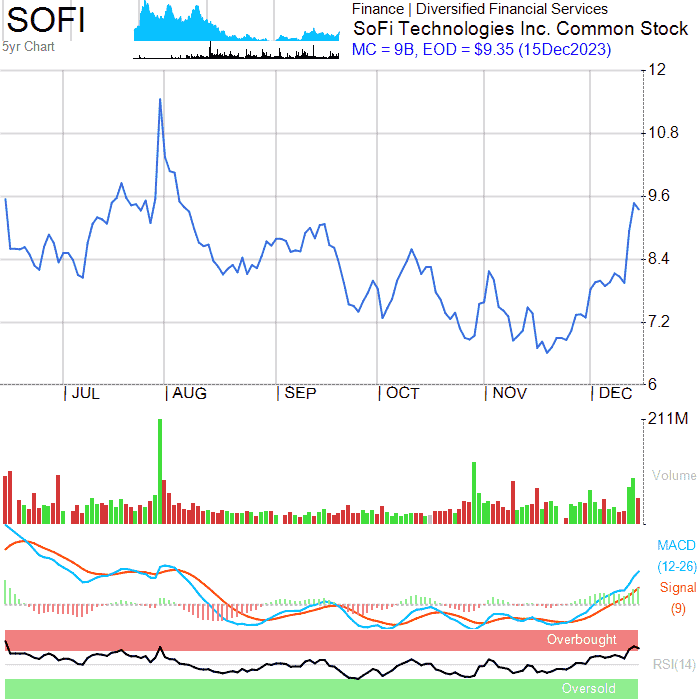 SOFI
5yr Chart
Finance | Diversified Financial Services
SoFi Technologies Inc. Common Stock
MC = 9B, EOD = $9.35 (15Dec2023)
12
10.8
9.6
8.4
7.2
6
JUL
AUG
SEP
OCT
NOV
DEC
211M
Volume
MACD
(12-26)
Signal
(9)
Overbought
RSI(14)
Oversold